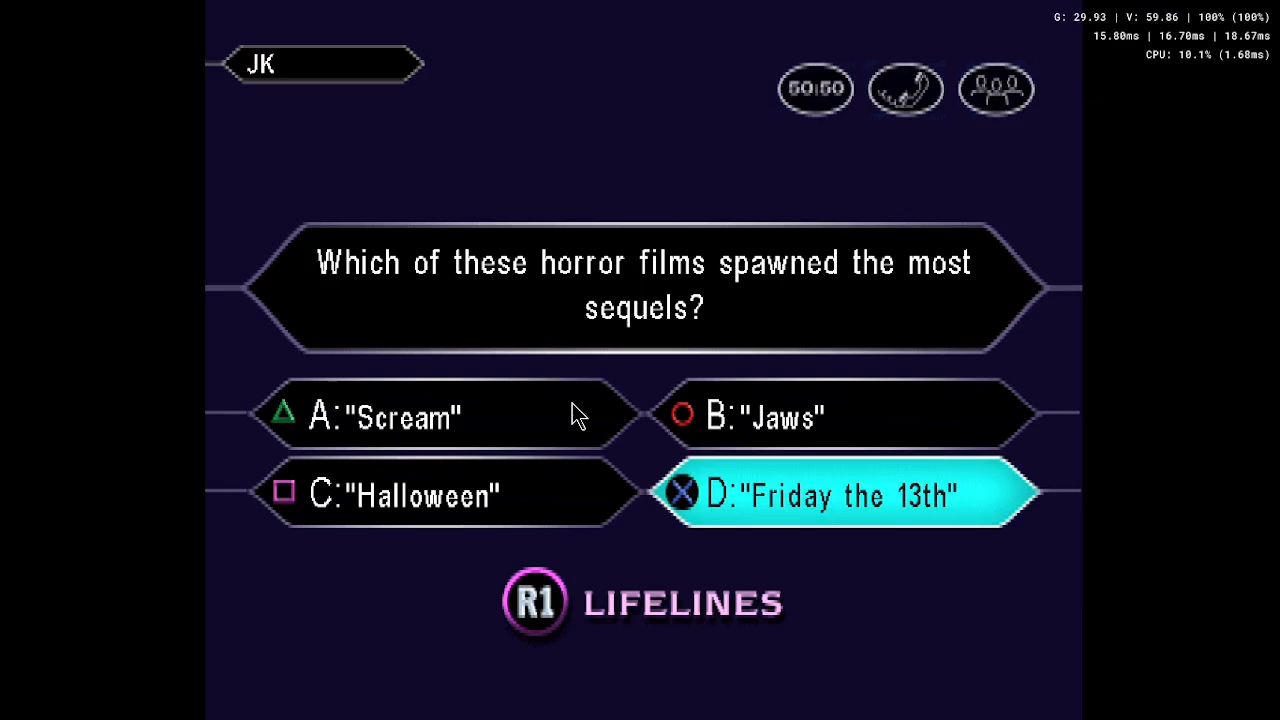 G: 29.93 | V: 59.86 | 100% (100%)
15.80ms | 16.70ms | 18.67ms
CPU: 10.1% (1.68ms)
JK
50:50
Which of these horror films spawned the most
sequels?
A:"Scream"
B:"Jaws"
C:"Halloween"
D:"Friday the 13th"
R1 LIFELINES